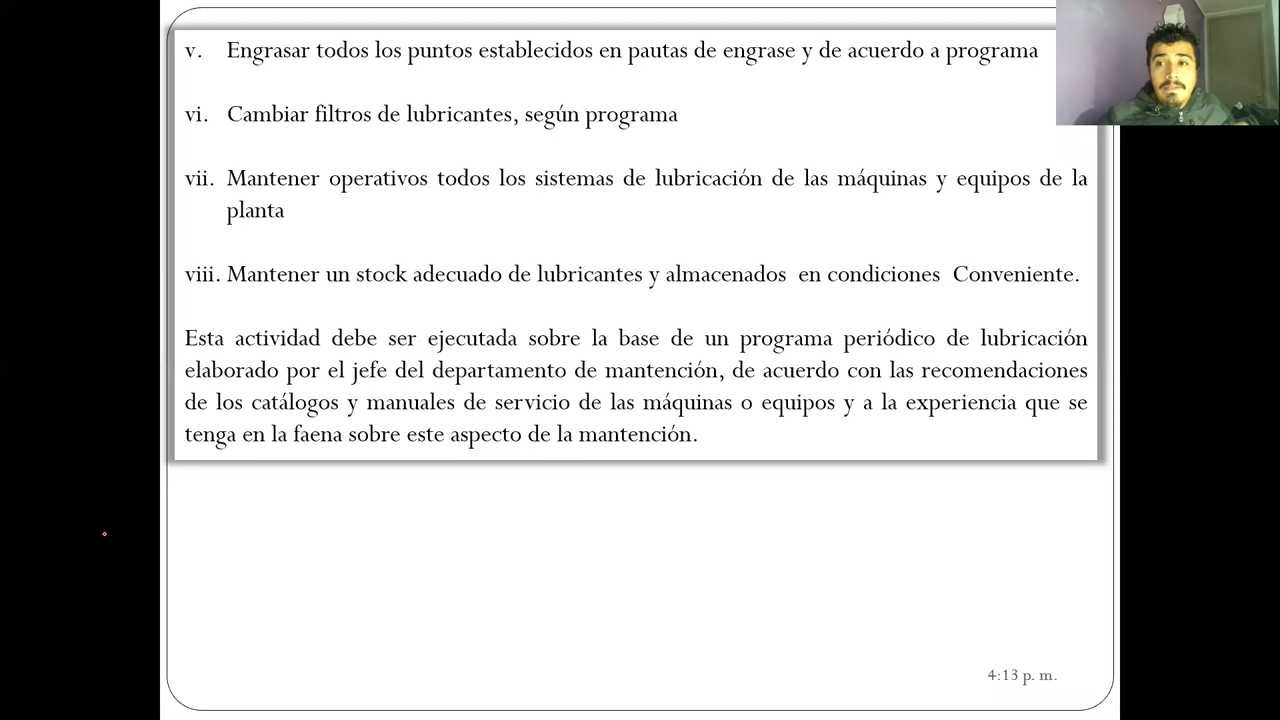 v. Engrasar todos los puntos establecidos en pautas de engrase y de acuerdo a programa
vi. Cambiar filtros de lubricantes, según programa
vii. Mantener operativos todos los sistemas de lubricación de las máquinas y equipos de la
planta
viii. Mantener un stock adecuado de lubricantes y almacenados en condiciones Conveniente.
Esta actividad debe ser ejecutada sobre la base de un programa periódico de lubricación
elaborado por el jefe del departamento de mantención, de acuerdo con las recomendaciones
de los catálogos y manuales de servicio de las máquinas o equipos y a la experiencia que se
tenga en la faena sobre este aspecto de la mantención.
4:13 p. m.